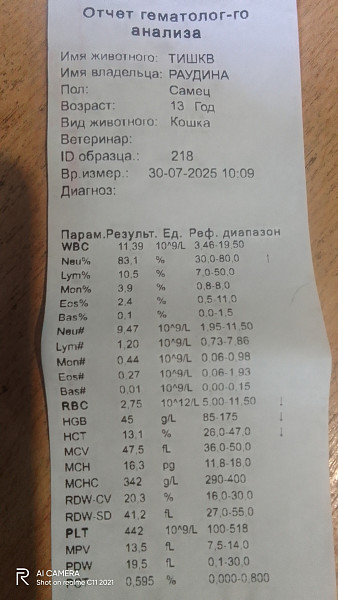 Отчет гематолог-го
анализа
Имя животного: ТИШКВ
Имя владельца: РАУДИНА
Пол: Самец
Возраст: 13 Год
Вид животного: Кошка
Ветеринар:
ID образца.: 218
Вр.измер.: 30-07-2025 10:09
Диагноз:
Парам. Результ. Ед. Реф. диапазон
WBC 11,39 10^9/L 3,46-19,50
Neu% 83,1 % 30,0-80,0 ↑
Lym% 10,5 % 7,0-50,0
Mon% 3,9 % 0,8-8,0
Eos% 2,4 % 0,5-11,0
Bas% 0,1 % 0,0-1,5
Neu# 9,47 10^9/L 1,95-11,50
Lym# 1,20 10^9/L 0,73-7,86
Mon# 0,44 10^9/L 0,06-0,98
Eos# 0,27 10^9/L 0,06-1,93
Bas# 0,01 10^9/L 0,00-0,15
RBC 2,75 10^12/L 5,00-11,50 ↓
HGB 45 g/L 85-175 ↓
HCT 13,1 % 26,0-47,0 ↓
MCV 47,5 fL 36,0-50,0
MCH 16,3 pg 11,8-18,0
MCHC 342 g/L 290-400
RDW-CV 20,3 % 16,0-30,0
RDW-SD 41,2 fL 27,0-55,0
PLT 442 10^9/L 100-518
MPV 13,5 fL 7,5-14,0
PDW 19,5 fL 0,1-30,0
0,595 % 0,000-0,800
AI CAMERA
Shot on realme C11 2021